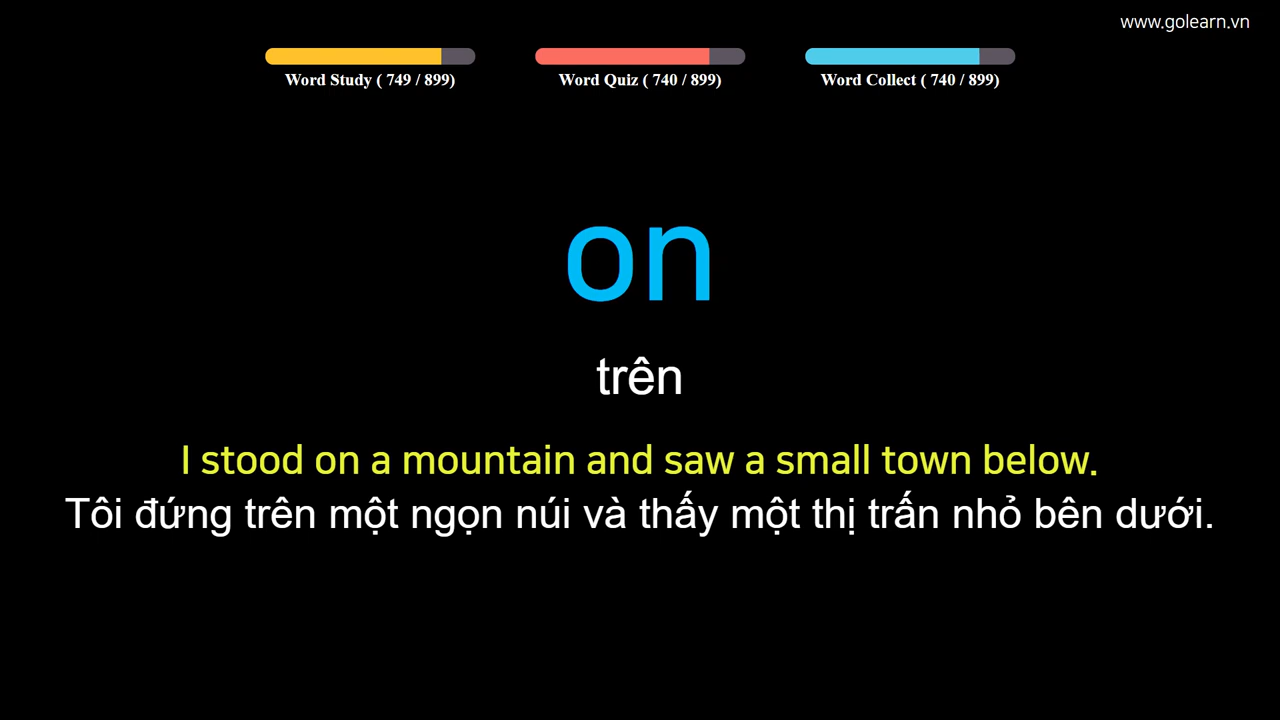 www.golearn.vn
Word Study ( 749 / 899)
Word Quiz ( 740 / 899)
Word Collect ( 740 / 899)
on
trên
I stood on a mountain and saw a small town below.
Tôi đứng trên một ngọn núi và thấy một thị trấn nhỏ bên dưới.